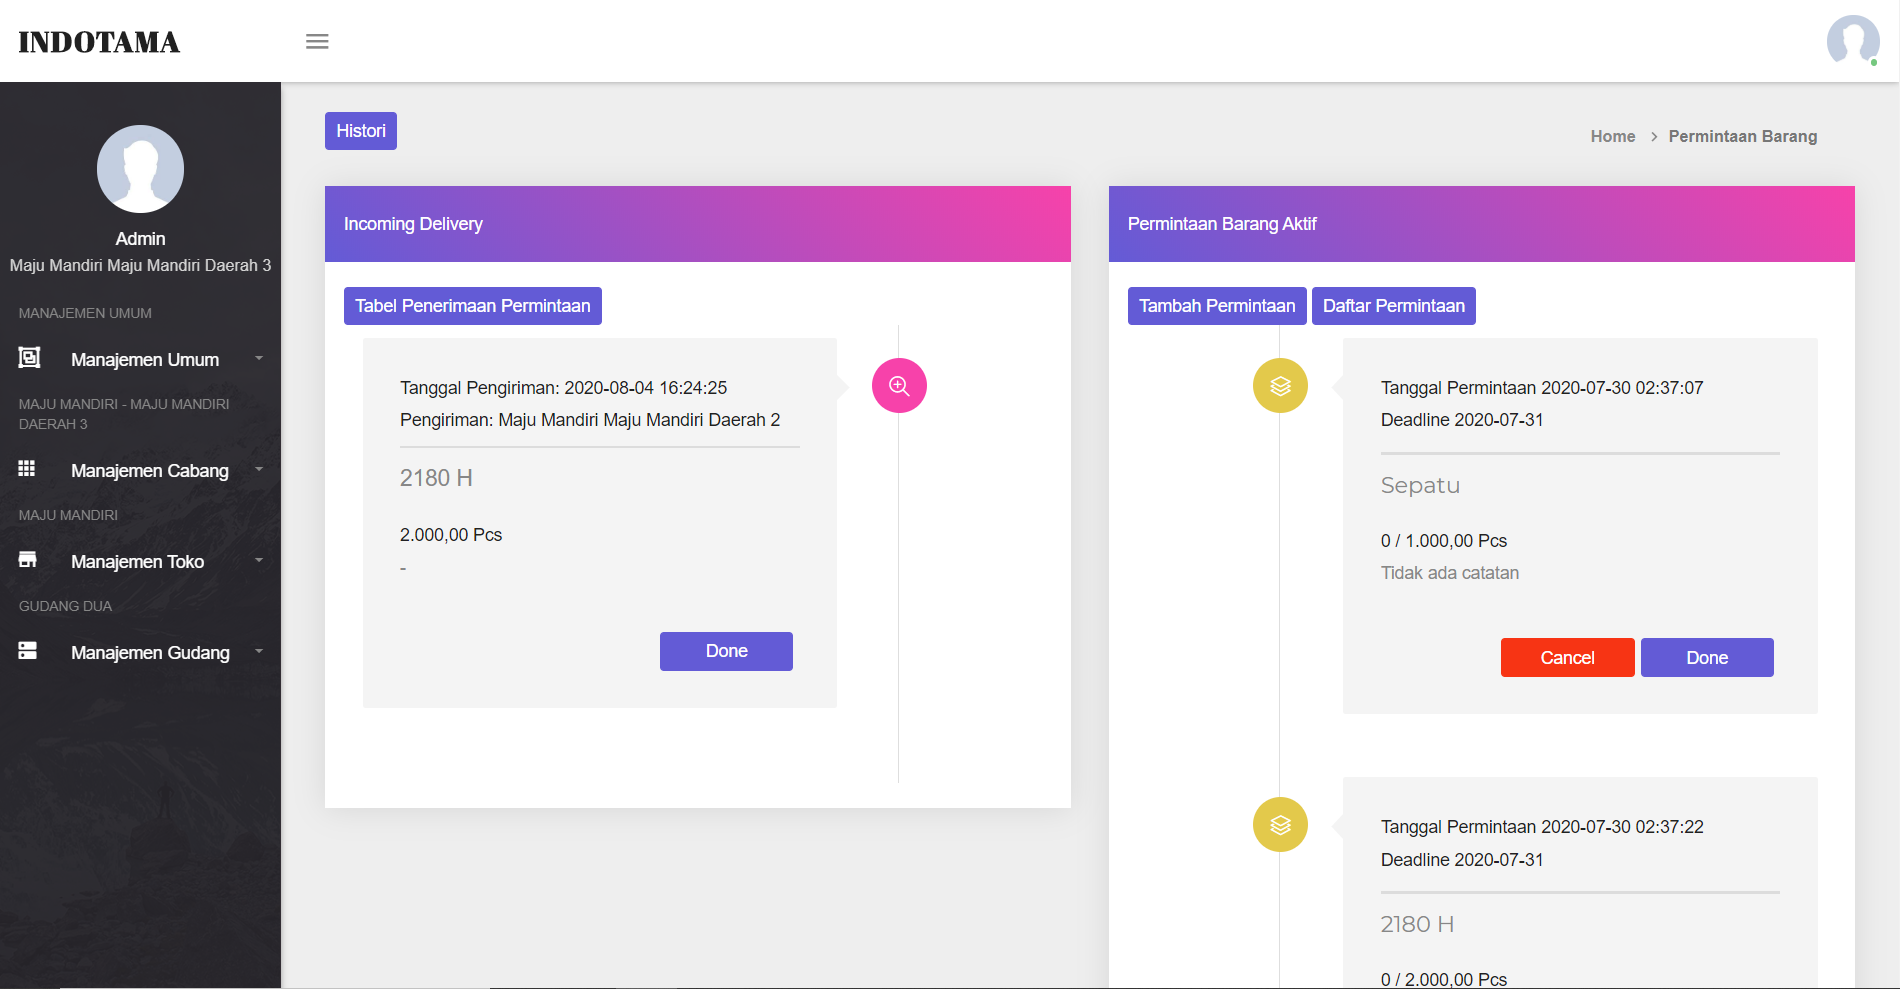 INDOTAMA
Admin
Maju Mandiri Maju Mandiri Daerah 3
MANAJEMEN UMUM
Manajemen Umum
MAJU MANDIRI - MAJU MANDIRI
DAERAH 3
Manajemen Cabang
MAJU MANDIRI
Manajemen Toko
GUDANG DUA
Manajemen Gudang
Histori
Home > Permintaan Barang
Incoming Delivery
Tabel Penerimaan Permintaan
Tanggal Pengiriman: 2020-08-04 16:24:25
Pengiriman: Maju Mandiri Maju Mandiri Daerah 2
2180 H
2.000,00 Pcs
-
Done
Permintaan Barang Aktif
Tambah Permintaan Daftar Permintaan
Tanggal Permintaan 2020-07-30 02:37:07
Deadline 2020-07-31
Sepatu
0 / 1.000,00 Pcs
Tidak ada catatan
Cancel Done
Tanggal Permintaan 2020-07-30 02:37:22
Deadline 2020-07-31
2180 H
0 / 2.000,00 Pcs